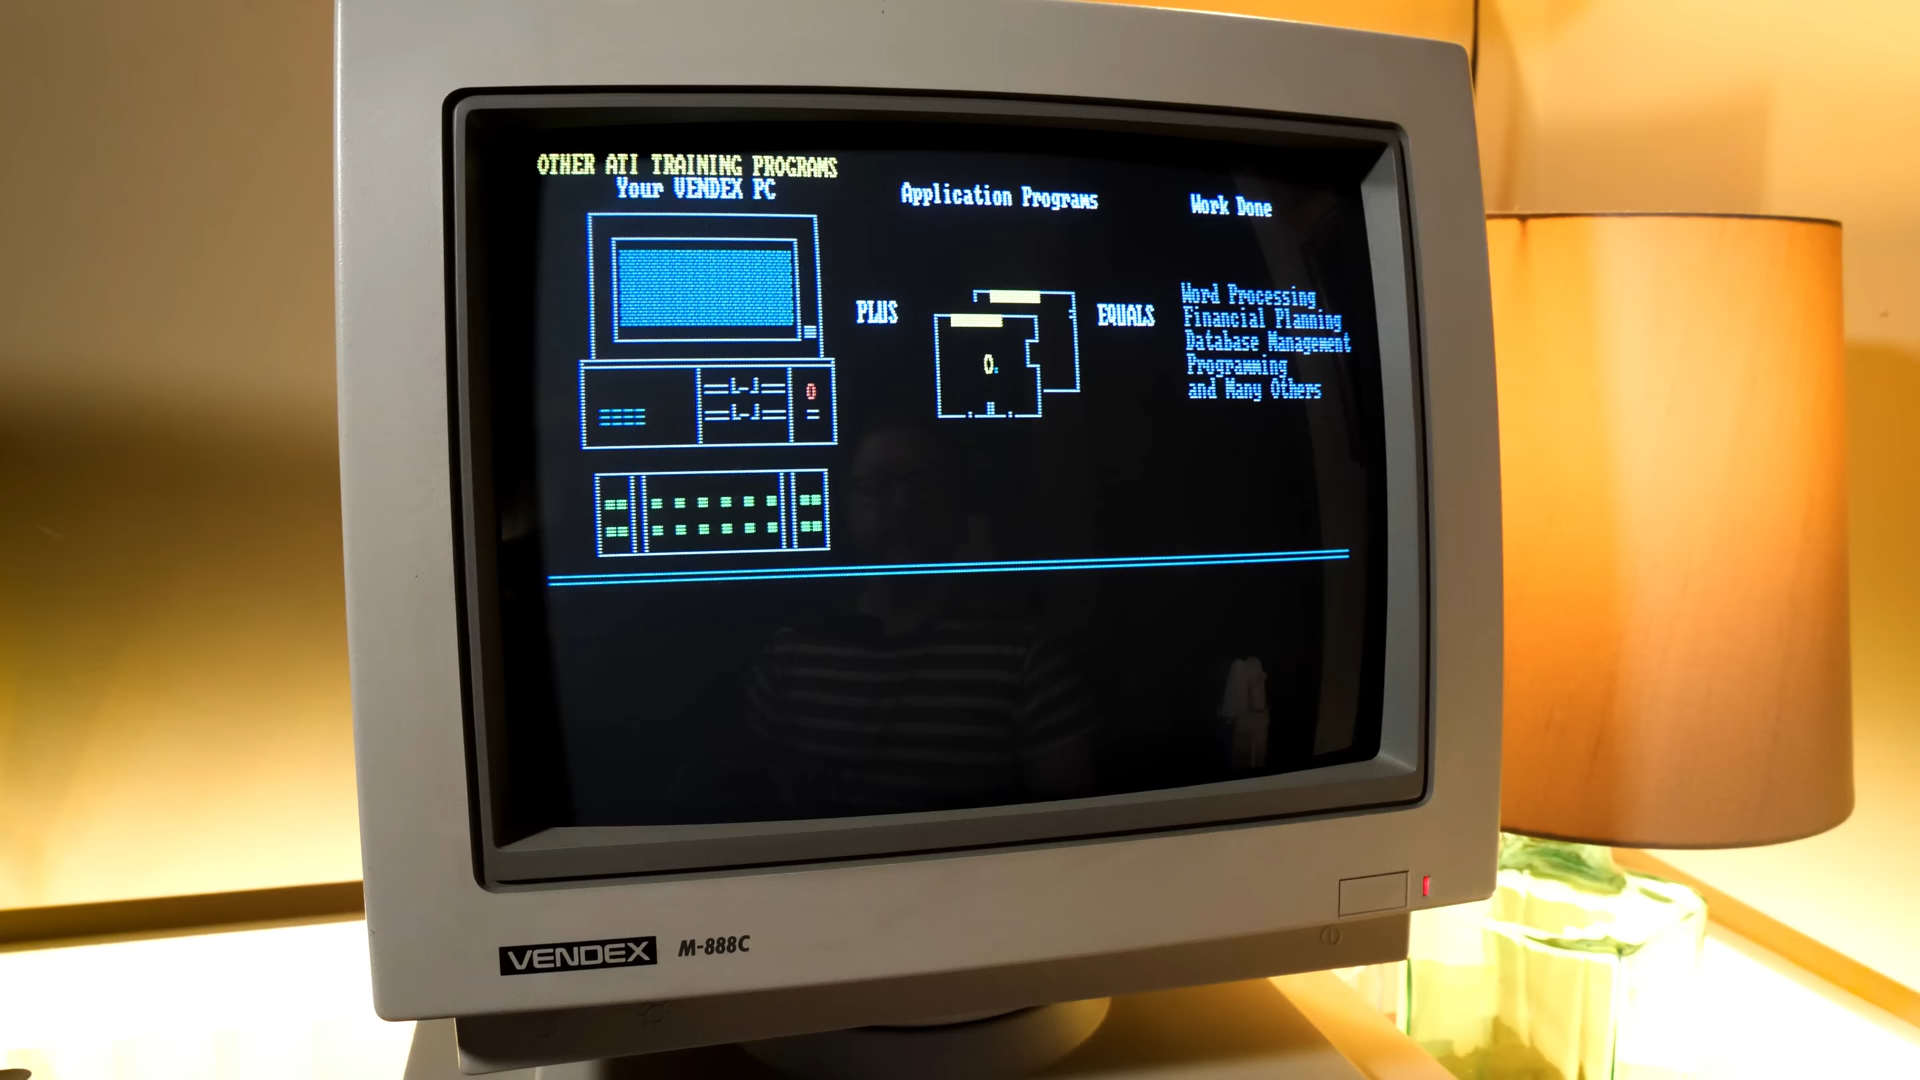 OTHER ATI TRAINING PROGRAMS
Your VENDEX PC
Application Programs
Work Done
PLUS
EQUALS
Word Processing
Financial Planning
Database Management
Programming
and Many Others
VENDEX M-888C